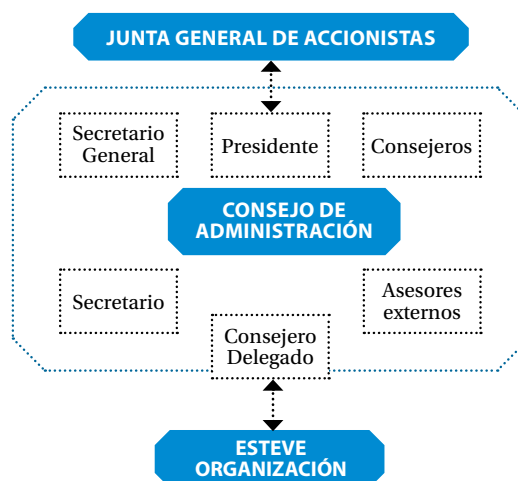 JUNTA GENERAL DE ACCIONISTAS
Secretario
General
Presidente
Consejeros
CONSEJO DE
ADMINISTRACIÓN
Secretario
Asesores
externos
Consejero
Delegado
ESTEVE
ORGANIZACIÓN